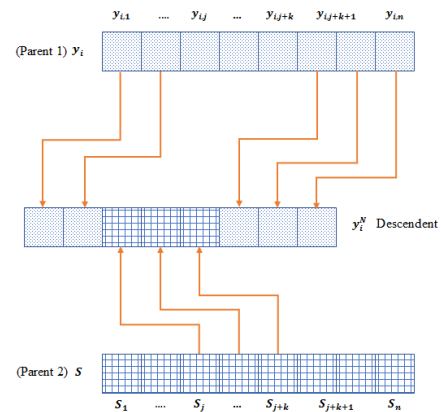 y_{i,1} .... y_{i,j} ... y_{i,j+k} y_{i,j+k+1} y_{i,n}
(Parent 1) y_i
y_i^N Descendent
(Parent 2) S
S_1 .... S_j ... S_{j+k} S_{j+k+1} S_n